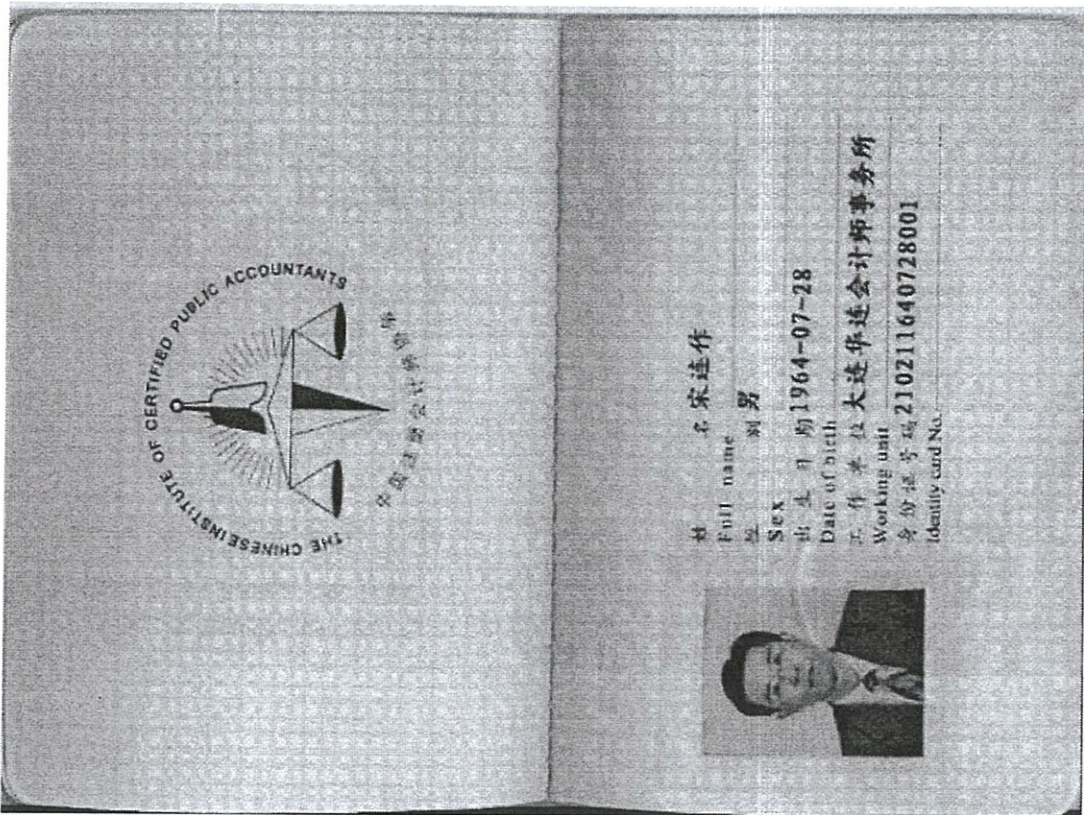 THE CHINESE INSTITUTE OF CERTIFIED PUBLIC ACCOUNTANTS
中国注册会计师协会
姓 名 宋连作
Full name
性 别 男
Sex
出 生 日 期 1964-07-28
Date of birth
工 作 单 位 大连华连会计师事务所
Working unit
身 份 证 号 码 210211640728001
Identity card No.